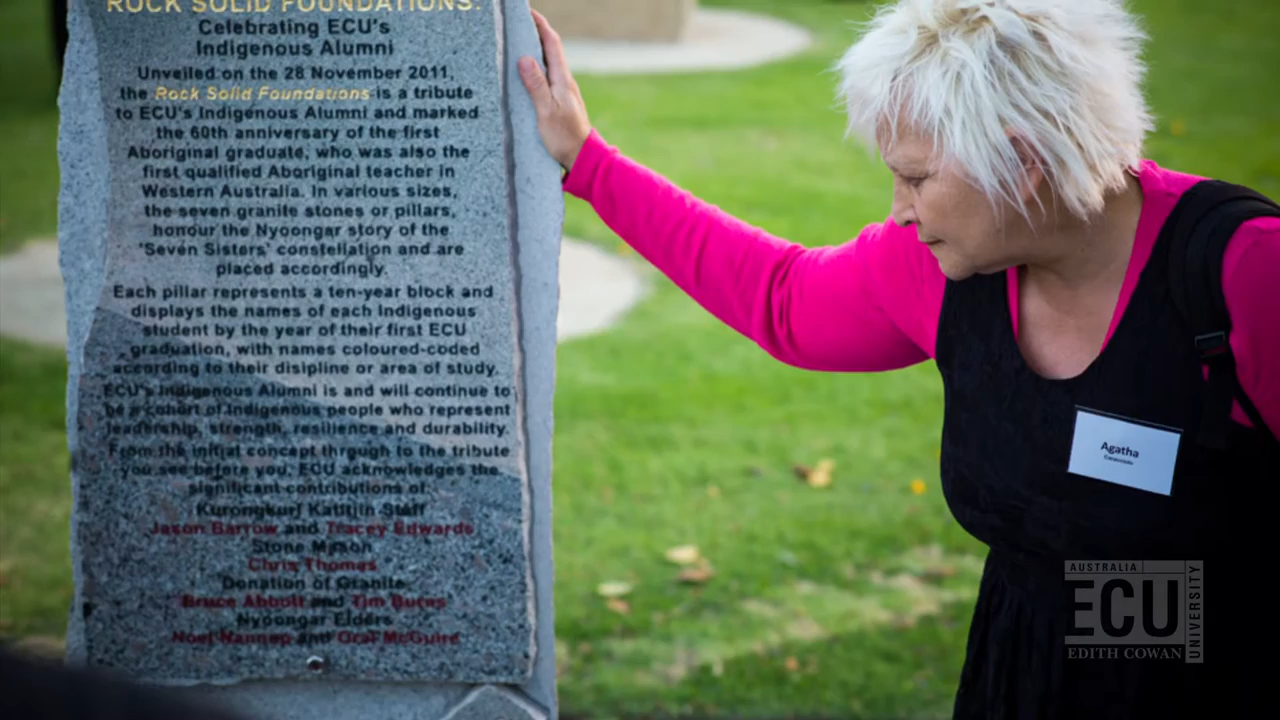 ROCK SOLID FOUNDATIONS:
Celebrating ECU's
Indigenous Alumni
Unveiled on the 28 November 2011,
the Rock Solid Foundations is a tribute
to ECU's Indigenous Alumni and marked
the 60th anniversary of the first
Aboriginal graduate, who was also the
first qualified Aboriginal teacher in
Western Australia. In various sizes,
the seven granite stones or pillars,
honour the Nyoongar story of the
'Seven Sisters' constellation and are
placed accordingly.
Each pillar represents a ten-year block and
displays the names of each Indigenous
student by the year of their first ECU
graduation, with names coloured-coded
according to their disipline or area of study.
ECU's Indigenous Alumni is and will continue to
be a cohort of Indigenous people who represent
leadership, strength, resilience and durability.
From the initial concept through to the tribute
you see before you, ECU acknowledges the
significant contributions of:
Kurongkurl Katitjin Staff
Jason Barrow and Tracey Edwards
Stone Mason
Chris Thomas
Donation of Granite
Bruce Abbott and Tim Burns
Nyoongar Elders
Noel Nannup and Oral McGuire
Agatha
AUSTRALIA
ECU
UNIVERSITY
EDITH COWAN